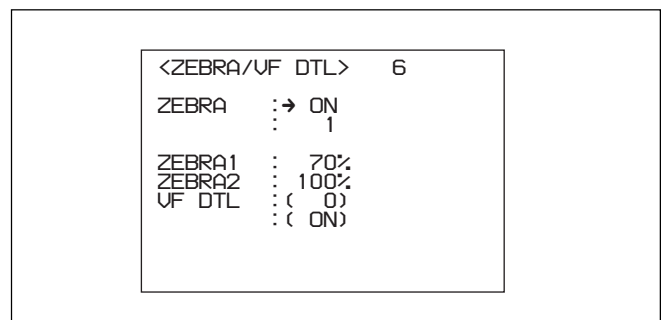 <ZEBRA/VF DTL> 6
ZEBRA :→ ON
: 1
ZEBRA1 : 70%
ZEBRA2 : 100%
VF DTL :( 0)
:( ON)